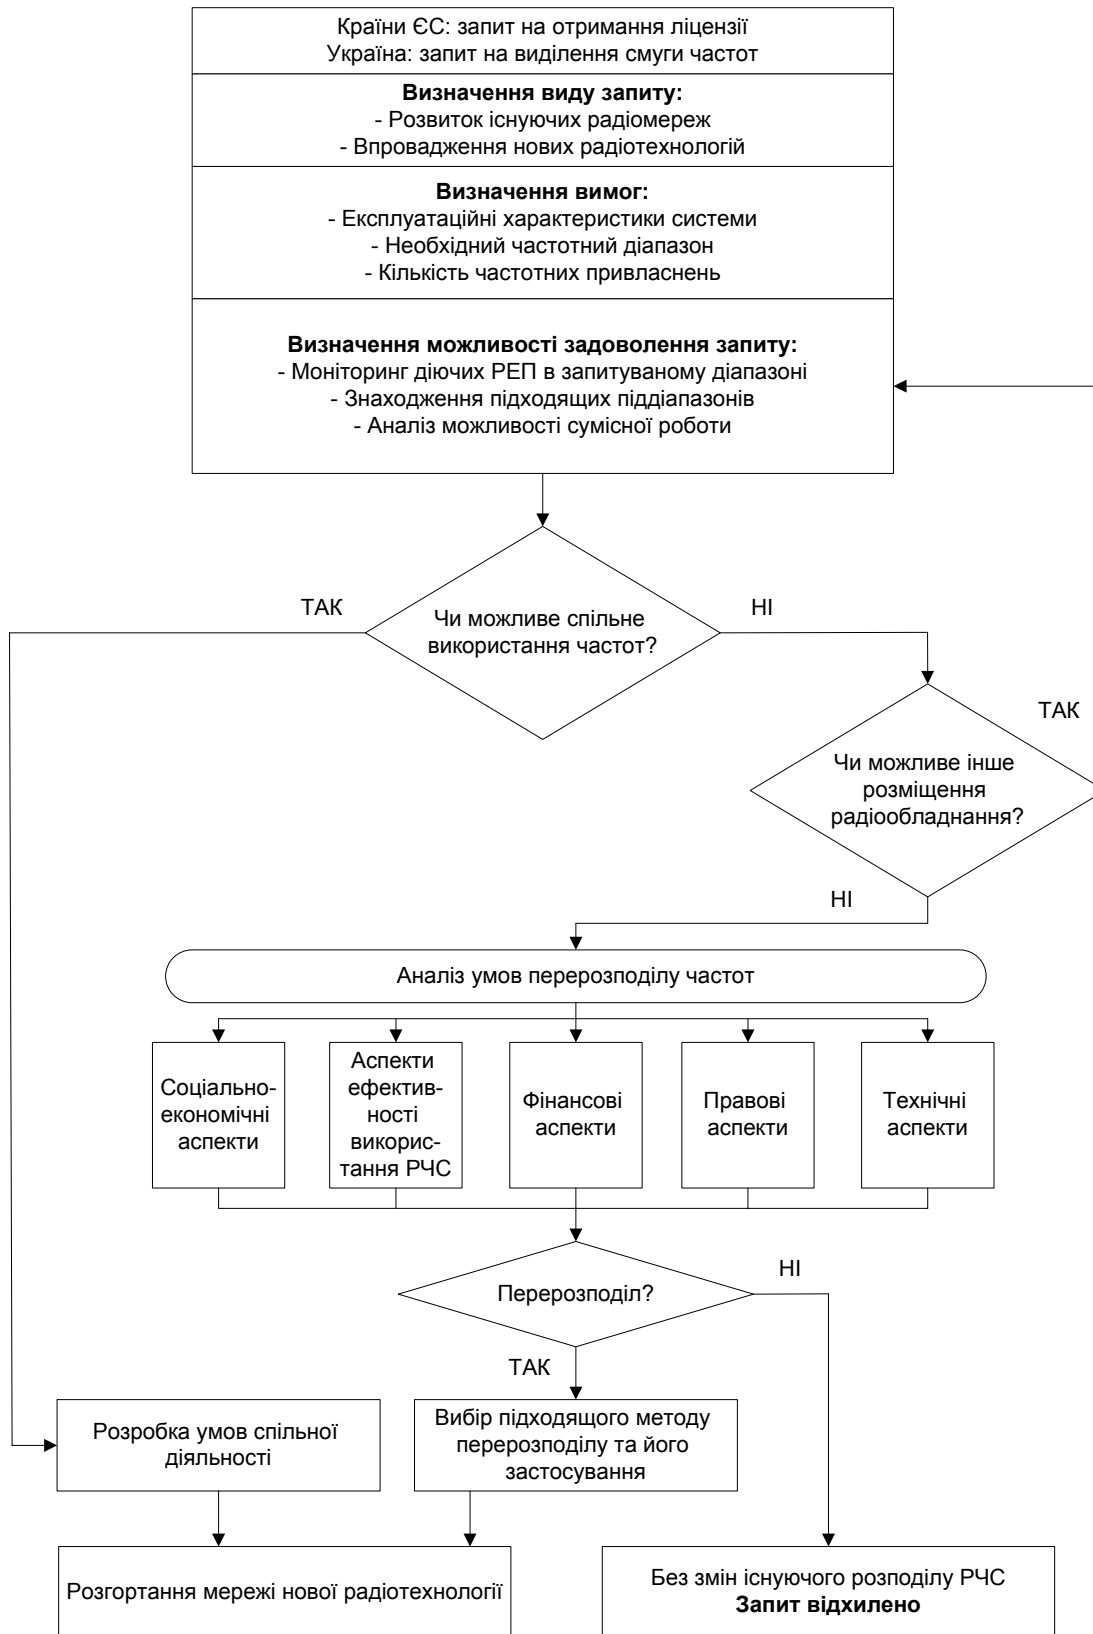 Країни ЄС: запит на отримання ліцензії
Україна: запит на виділення смуги частот
Визначення виду запиту:
- Розвиток існуючих радіомереж
- Впровадження нових радіотехнологій
Визначення вимог:
- Експлуатаційні характеристики системи
- Необхідний частотний діапазон
- Кількість частотних привласнень
Визначення можливості задоволення запиту:
- Моніторинг діючих РЕП в запитуваному діапазоні
- Знаходження підходящих піддіапазонів
- Аналіз можливості сумісної роботи
ТАК
Чи можливе спільне
використання частот?
НІ
ТАК
Чи можливе інше
розміщення
радіообладнання?
НІ
Аналіз умов перерозподілу частот
Соціально-
економічні
аспекти
Аспекти
ефектив-
ності
викорис-
тання РЧС
Фінансові
аспекти
Правові
аспекти
Технічні
аспекти
Перерозподіл?
НІ
ТАК
Розробка умов спільної
діяльності
Вибір підходящого методу
перерозподілу та його
застосування
Розгортання мережі нової радіотехнології
Без змін існуючого розподілу РЧС
Запит відхилено